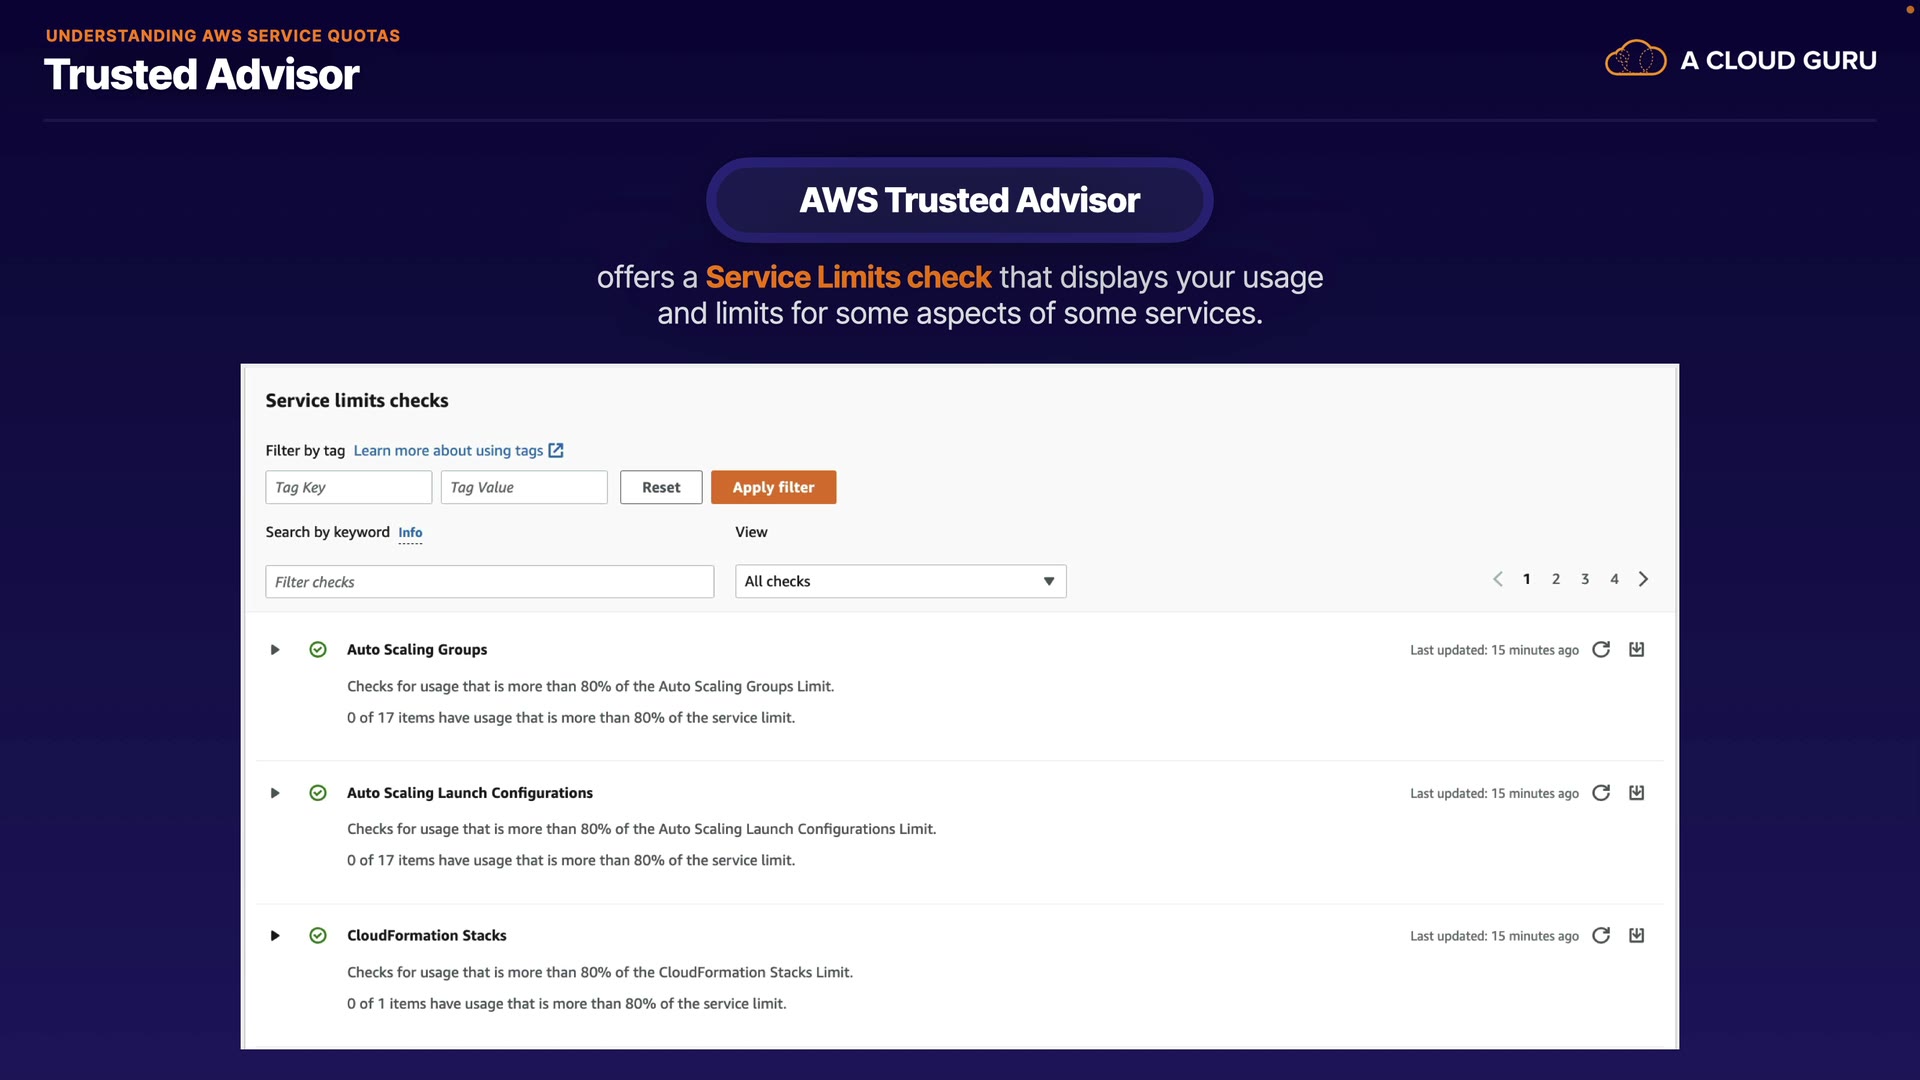 UNDERSTANDING AWS SERVICE QUOTAS
Trusted Advisor
A CLOUD GURU
AWS Trusted Advisor
offers a Service Limits check that displays your usage
and limits for some aspects of some services.
Service limits checks
Filter by tag Learn more about using tags
Tag Key Tag Value Reset Apply filter
Search by keyword Info View
Filter checks All checks 1 2 3 4
Auto Scaling Groups Last updated: 15 minutes ago
Checks for usage that is more than 80% of the Auto Scaling Groups Limit.
0 of 17 items have usage that is more than 80% of the service limit.
Auto Scaling Launch Configurations Last updated: 15 minutes ago
Checks for usage that is more than 80% of the Auto Scaling Launch Configurations Limit.
0 of 17 items have usage that is more than 80% of the service limit.
CloudFormation Stacks Last updated: 15 minutes ago
Checks for usage that is more than 80% of the CloudFormation Stacks Limit.
0 of 1 items have usage that is more than 80% of the service limit.